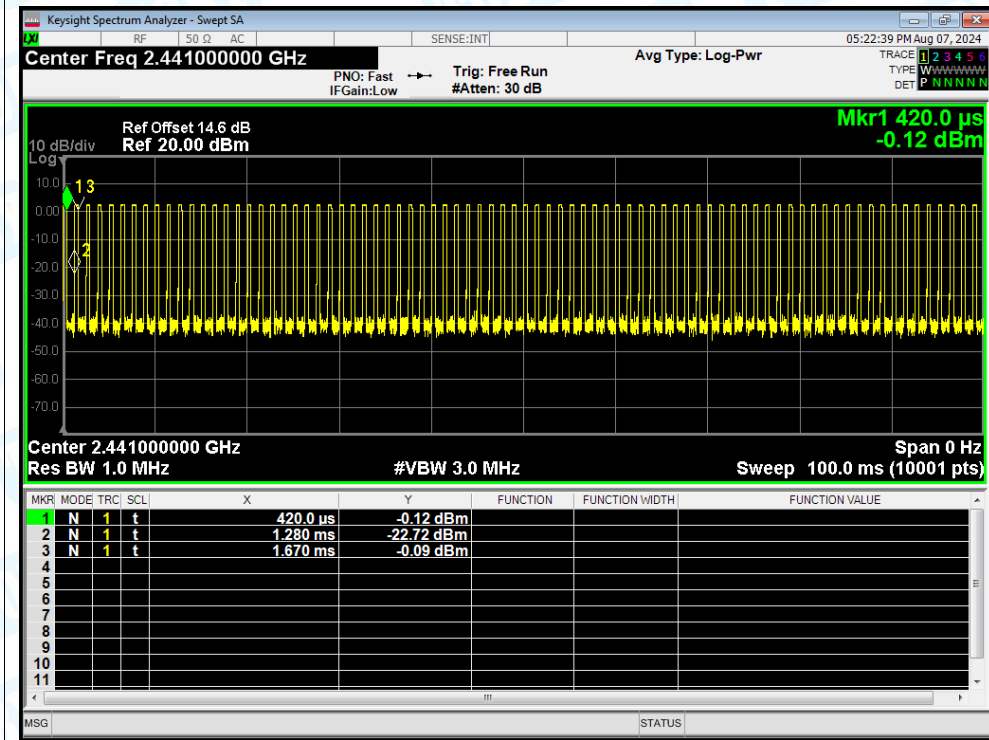 Keysight Spectrum Analyzer - Swept SA
LXI RF 50 Ω AC SENSE:INT 05:22:39 PM Aug 07, 2024
Center Freq 2.441000000 GHz Avg Type: Log-Pwr TRACE 1 2 3 4 5 6
PNO: Fast Trig: Free Run TYPE WWWWWW
IFGain:Low #Atten: 30 dB DET P N N N N N
Ref Offset 14.6 dB Mkr1 420.0 µs
10 dB/div Ref 20.00 dBm -0.12 dBm
Log
10.0
1 3
0.00
-10.0
2
-20.0
-30.0
-40.0
-50.0
-60.0
-70.0
Center 2.441000000 GHz Span 0 Hz
Res BW 1.0 MHz #VBW 3.0 MHz Sweep 100.0 ms (10001 pts)
MKR MODE TRC SCL X Y FUNCTION FUNCTION WIDTH FUNCTION VALUE
1 N 1 t 420.0 µs -0.12 dBm
2 N 1 t 1.280 ms -22.72 dBm
3 N 1 t 1.670 ms -0.09 dBm
4
5
6
7
8
9
10
11
MSG STATUS